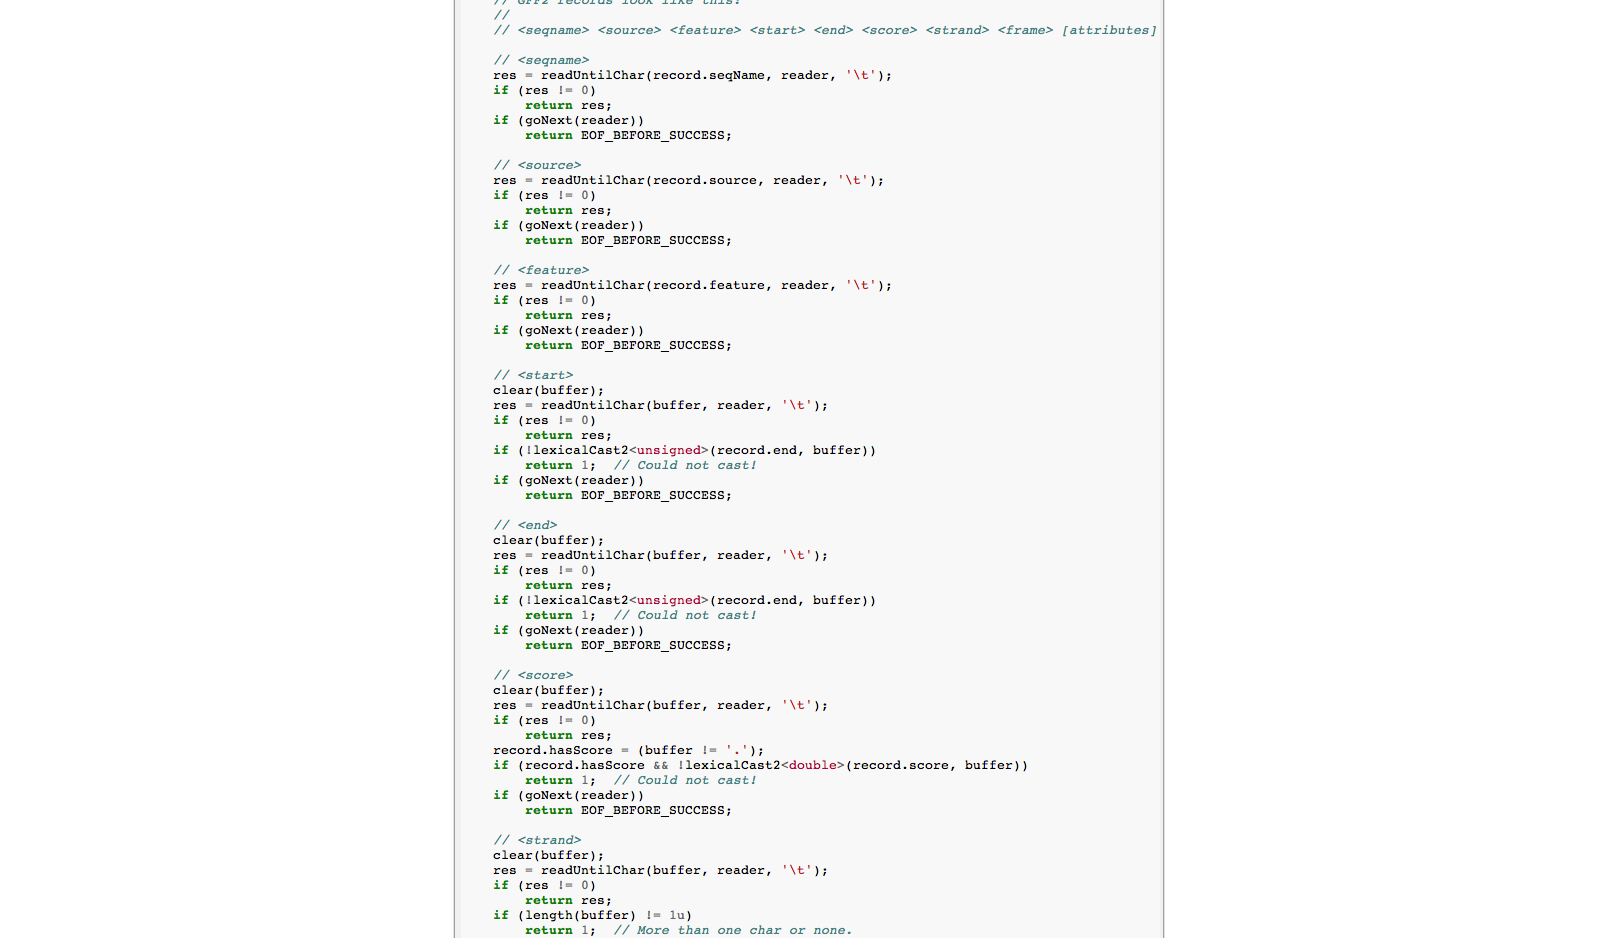 // GFF2 records look like this:
//
// <seqname> <source> <feature> <start> <end> <score> <strand> <frame> [attributes]
// <seqname>
res = readUntilChar(record.seqName, reader, '\t');
if (res != 0)
return res;
if (goNext(reader))
return EOF_BEFORE_SUCCESS;
// <source>
res = readUntilChar(record.source, reader, '\t');
if (res != 0)
return res;
if (goNext(reader))
return EOF_BEFORE_SUCCESS;
// <feature>
res = readUntilChar(record.feature, reader, '\t');
if (res != 0)
return res;
if (goNext(reader))
return EOF_BEFORE_SUCCESS;
// <start>
clear(buffer);
res = readUntilChar(buffer, reader, '\t');
if (res != 0)
return res;
if (!lexicalCast2<unsigned>(record.end, buffer))
return 1;  // Could not cast!
if (goNext(reader))
return EOF_BEFORE_SUCCESS;
// <end>
clear(buffer);
res = readUntilChar(buffer, reader, '\t');
if (res != 0)
return res;
if (!lexicalCast2<unsigned>(record.end, buffer))
return 1;  // Could not cast!
if (goNext(reader))
return EOF_BEFORE_SUCCESS;
// <score>
clear(buffer);
res = readUntilChar(buffer, reader, '\t');
if (res != 0)
return res;
record.hasScore = (buffer != '.');
if (record.hasScore && !lexicalCast2<double>(record.score, buffer))
return 1;  // Could not cast!
if (goNext(reader))
return EOF_BEFORE_SUCCESS;
// <strand>
clear(buffer);
res = readUntilChar(buffer, reader, '\t');
if (res != 0)
return res;
if (length(buffer) != 1u)
return 1;  // More than one char or none.